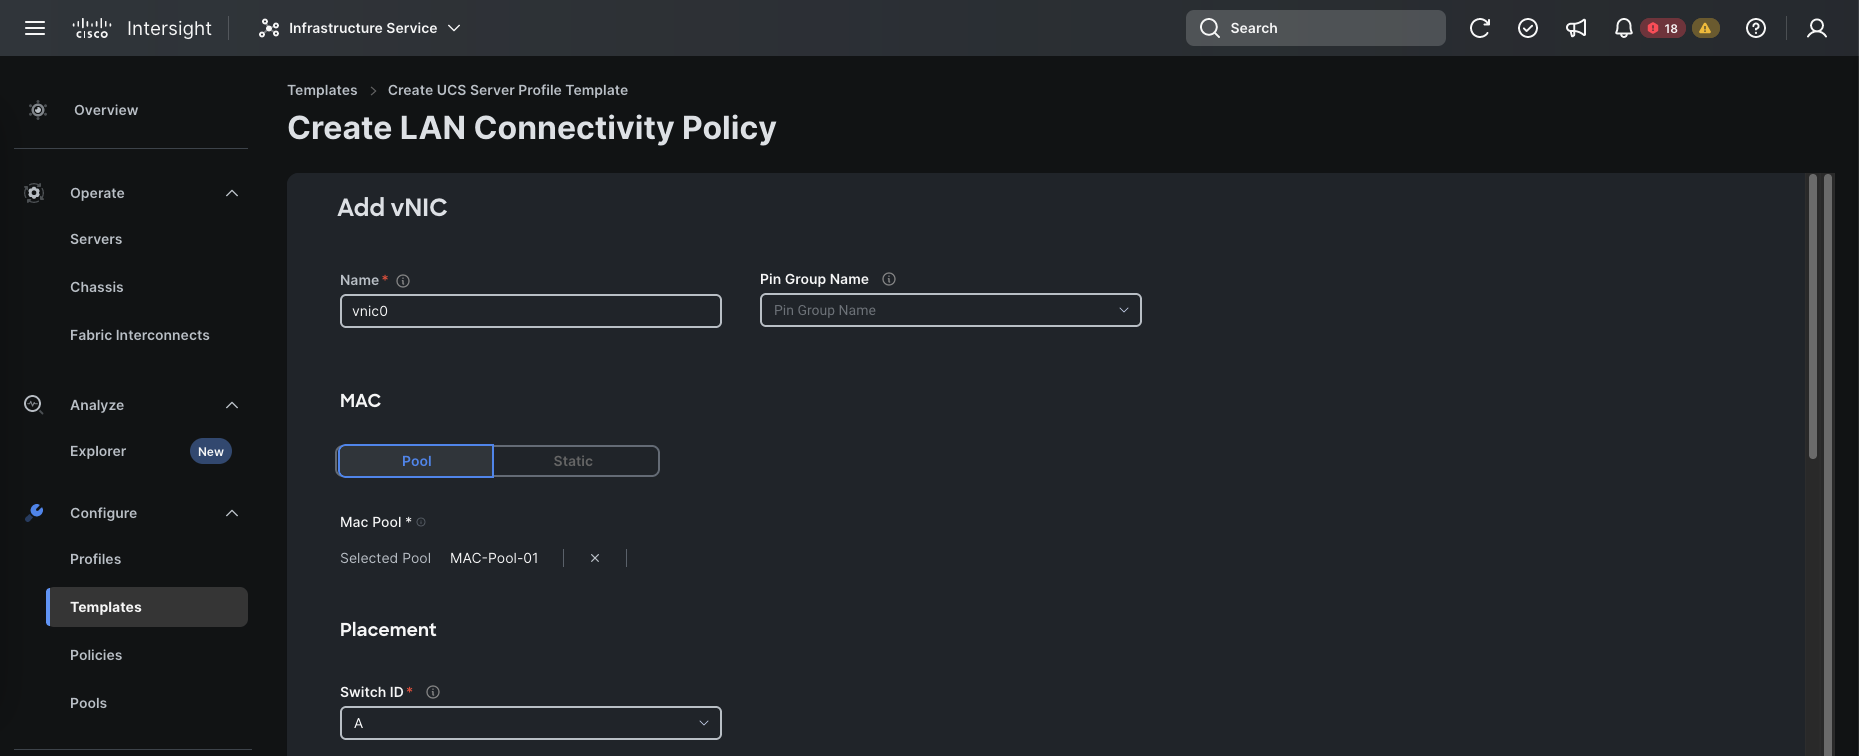 cisco Intersight Infrastructure Service Search 18
Overview
Operate
Servers
Chassis
Fabric Interconnects
Analyze
Explorer New
Configure
Profiles
Templates
Policies
Pools
Templates > Create UCS Server Profile Template
Create LAN Connectivity Policy
Add vNIC
Name * Pin Group Name
vnic0 Pin Group Name
MAC
Pool Static
Mac Pool *
Selected Pool MAC-Pool-01 | × |
Placement
Switch ID *
A